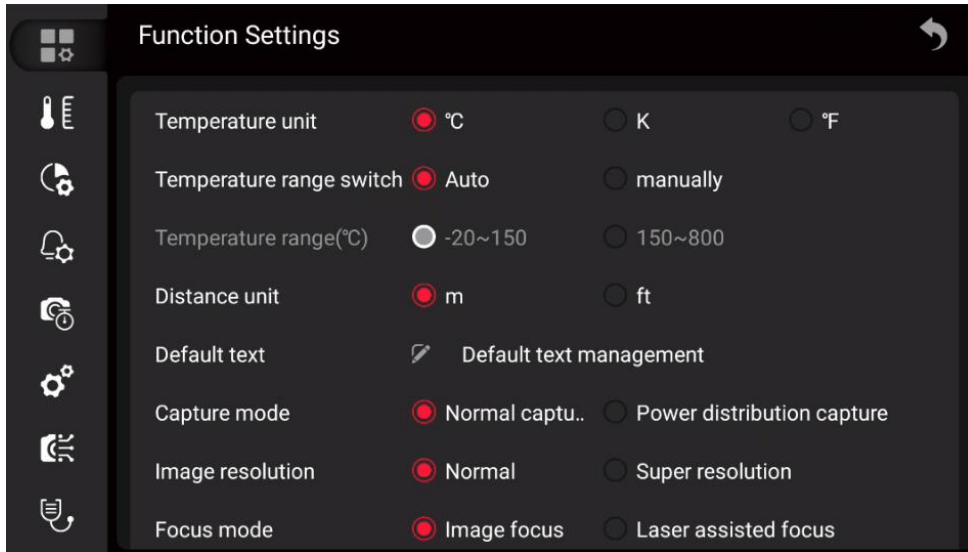 Function Settings
Temperature unit ℃ K ℉
Temperature range switch Auto manually
Temperature range(℃) -20~150 150~800
Distance unit m ft
Default text Default text management
Capture mode Normal captu.. Power distribution capture
Image resolution Normal Super resolution
Focus mode Image focus Laser assisted focus